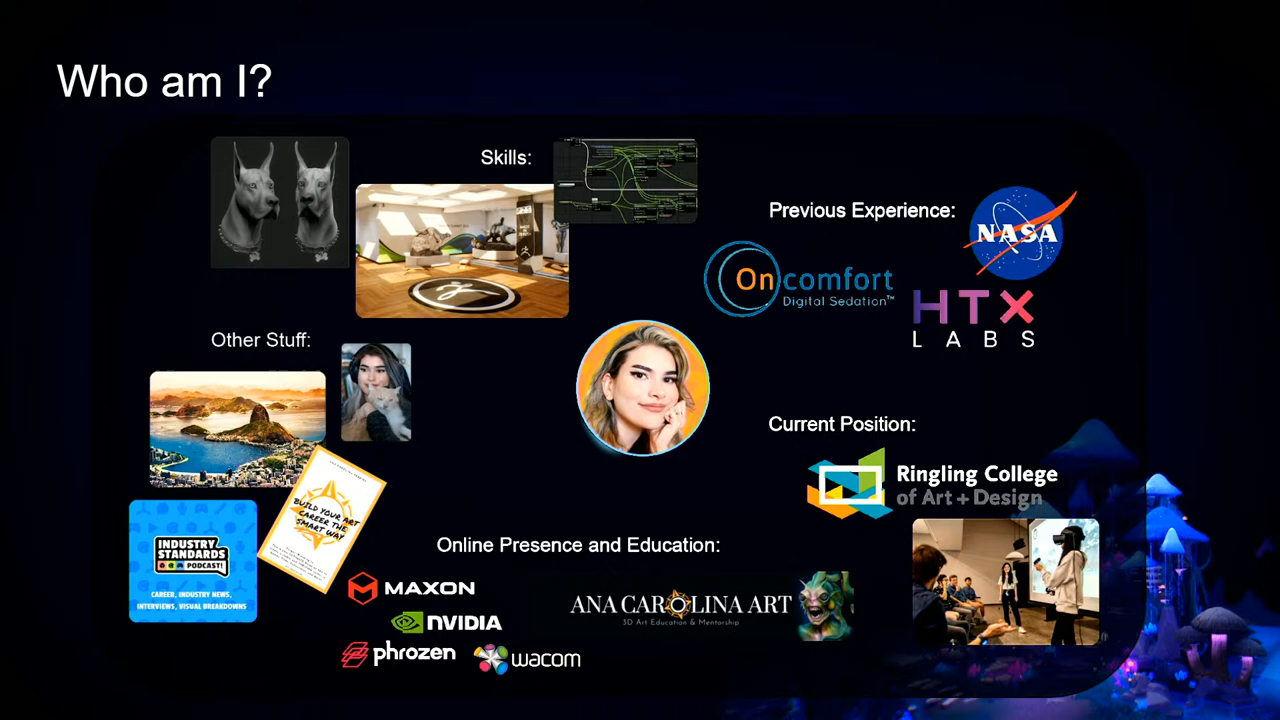 Who am I?
Skills:
Previous Experience:
NASA
Oncomfort
Digital Sedation™
HTX
LABS
Other Stuff:
Current Position:
Ringling College
of Art + Design
BUILD YOUR ART
CAREER THE
SMART WAY
INDUSTRY
STANDARDS
PODCAST!
CAREER, INDUSTRY NEWS,
INTERVIEWS, VISUAL BREAKDOWNS
Online Presence and Education:
MAXON
NVIDIA
phrozen
wacom
ANA CAROLINA ART
3D Art Education & Mentorship